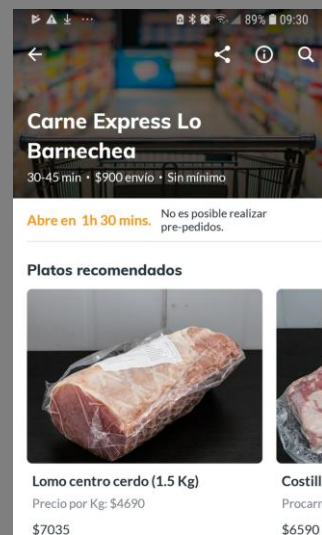 89% 09:30
Carne Express Lo
Barnechea
30-45 min • $900 envío • Sin mínimo
Abre en 1h 30 mins. No es posible realizar
pre-pedidos.
Platos recomendados
Lomo centro cerdo (1.5 Kg) Costill
Precio por Kg: $4690 Procarn
$7035 $6590